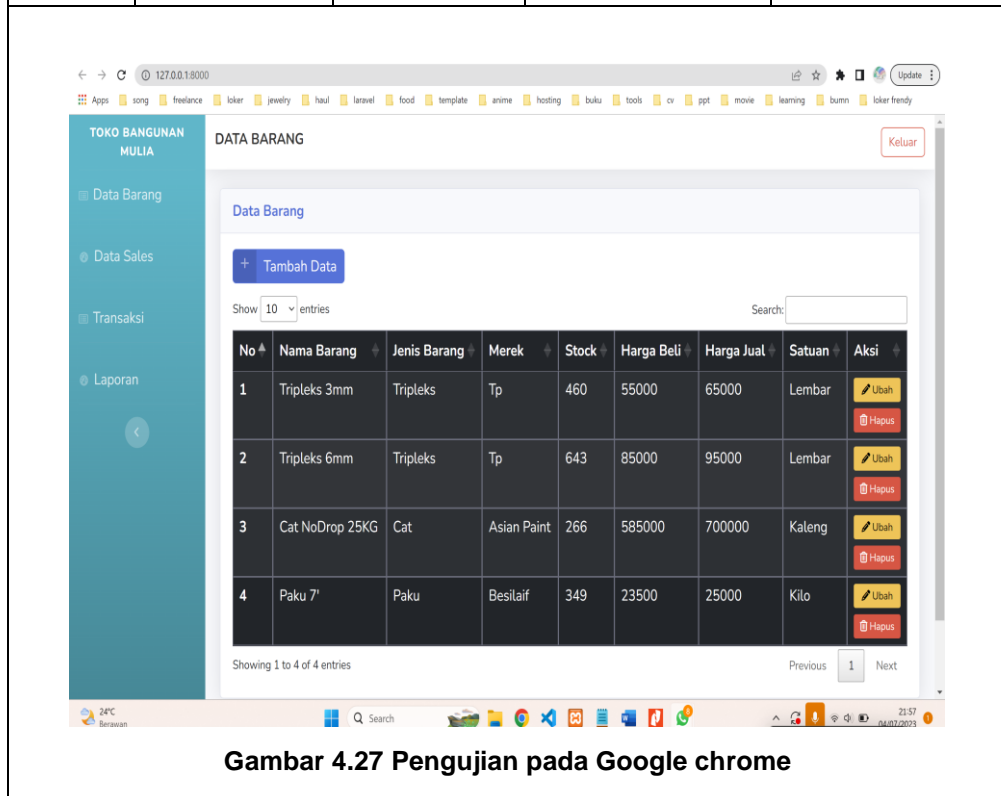 127.0.0.1:8000
Update
Apps song freelance loker jewelry haul laravel food template anime hosting buku tools cv ppt movie learning bumn loker frendy
TOKO BANGUNAN
MULIA
DATA BARANG
Keluar
Data Barang
Data Sales
Transaksi
Laporan
Data Barang
+ Tambah Data
Show 10 entries
Search:
No Nama Barang Jenis Barang Merek Stock Harga Beli Harga Jual Satuan Aksi
1 Tripleks 3mm Tripleks Tp 460 55000 65000 Lembar Ubah
Hapus
2 Tripleks 6mm Tripleks Tp 643 85000 95000 Lembar Ubah
Hapus
3 Cat NoDrop 25KG Cat Asian Paint 266 585000 700000 Kaleng Ubah
Hapus
4 Paku 7' Paku Besilaif 349 23500 25000 Kilo Ubah
Hapus
Showing 1 to 4 of 4 entries
Previous 1 Next
24°C
Berawan
Search
21:57
04/07/2023
Gambar 4.27 Pengujian pada Google chrome